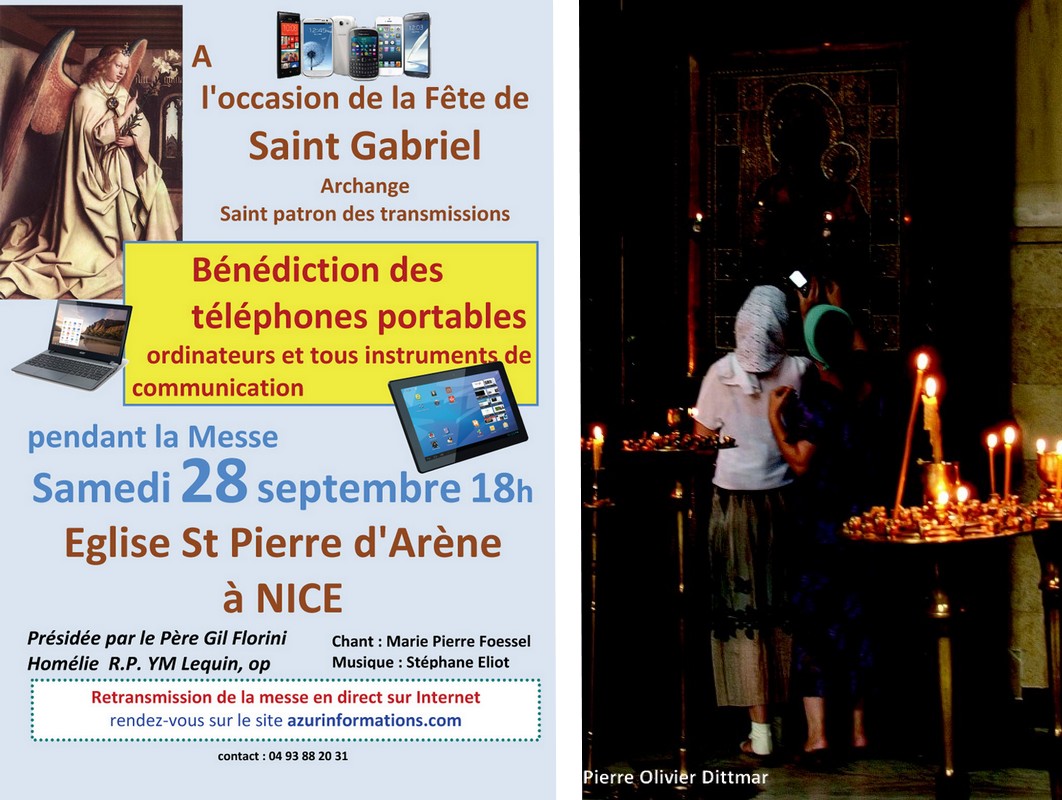 A
l'occasion de la Fête de
Saint Gabriel
Archange
Saint patron des transmissions
Bénédiction des
téléphones portables
ordinateurs et tous instruments de
communication
pendant la Messe
Samedi 28 septembre 18h
Eglise St Pierre d'Arène
à NICE
Présidée par le Père Gil Florini
Homélie R.P. YM Lequin, op
Chant : Marie Pierre Foessel
Musique : Stéphane Eliot
Retransmission de la messe en direct sur Internet
rendez-vous sur le site azurinformations.com
contact : 04 93 88 20 31
Pierre Olivier Dittmar